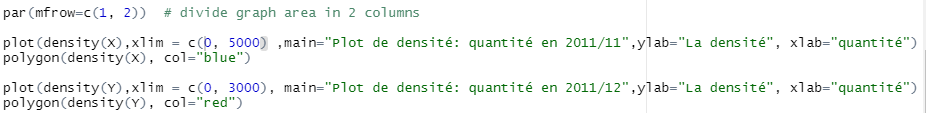 par(mfrow=c(1, 2))  # divide graph area in 2 columns
plot(density(X),xlim = c(0, 5000) ,main="Plot de densité: quantité en 2011/11",ylab="La densité", xlab="quantité")
polygon(density(X), col="blue")
plot(density(Y),xlim = c(0, 3000), main="Plot de densité: quantité en 2011/12",ylab="La densité", xlab="quantité")
polygon(density(Y), col="red")